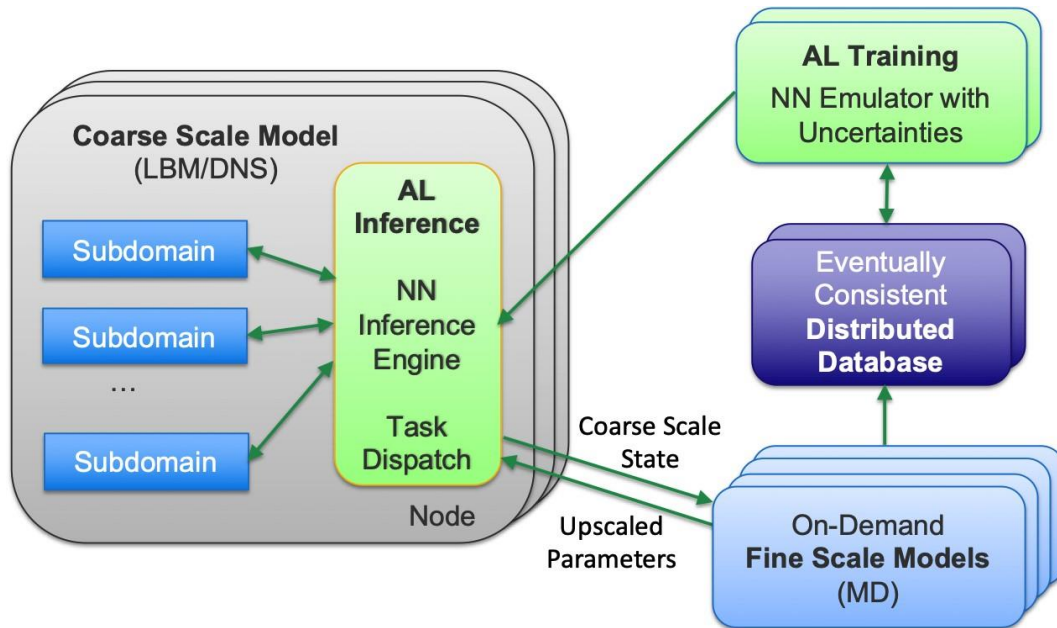 Coarse Scale Model
(LBM/DNS)
Subdomain
Subdomain
...
Subdomain
AL
Inference
NN
Inference
Engine
Task
Dispatch
Node
AL Training
NN Emulator with
Uncertainties
Eventually
Consistent
Distributed
Database
Coarse Scale
State
Upscaled
Parameters
On-Demand
Fine Scale Models
(MD)